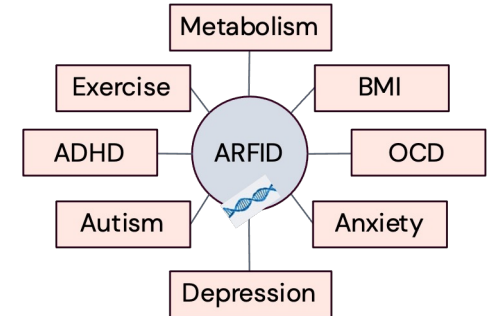 Metabolism
Exercise
BMI
ADHD
ARFID
OCD
Autism
Anxiety
Depression